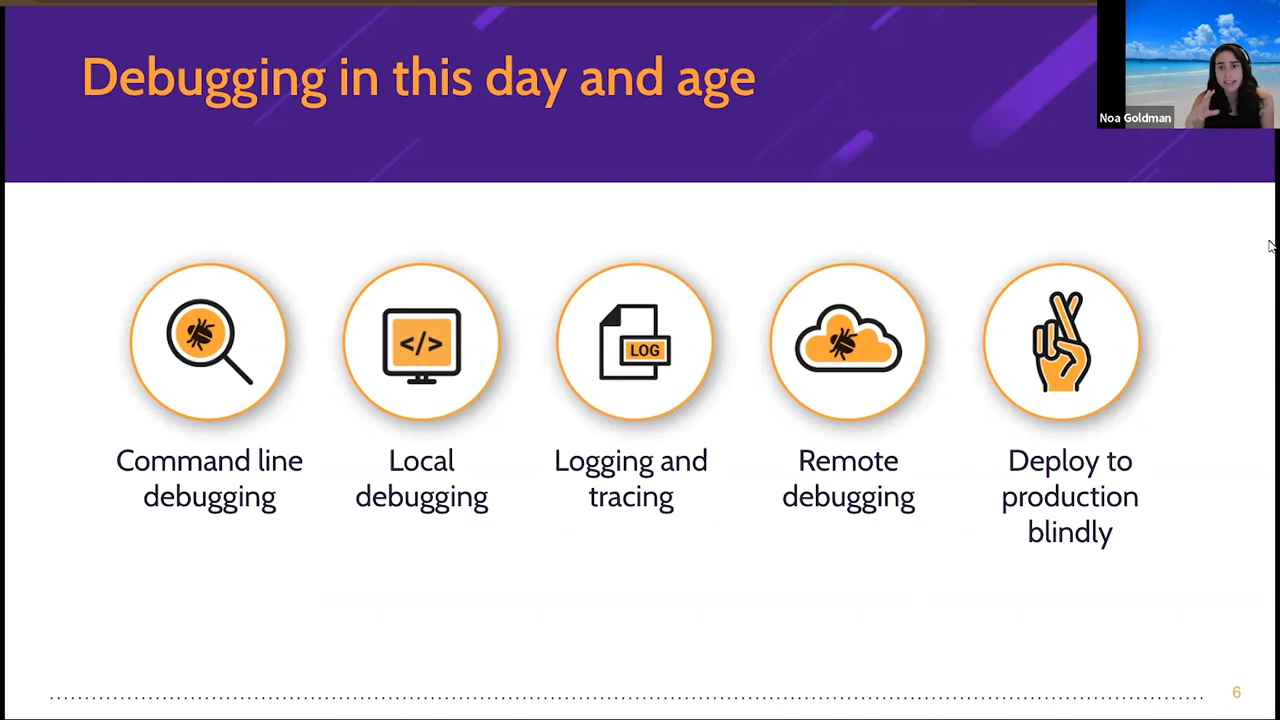 Debugging in this day and age
Noa Goldman
</>
LOG
Command line
debugging
Local
debugging
Logging and
tracing
Remote
debugging
Deploy to
production
blindly
6